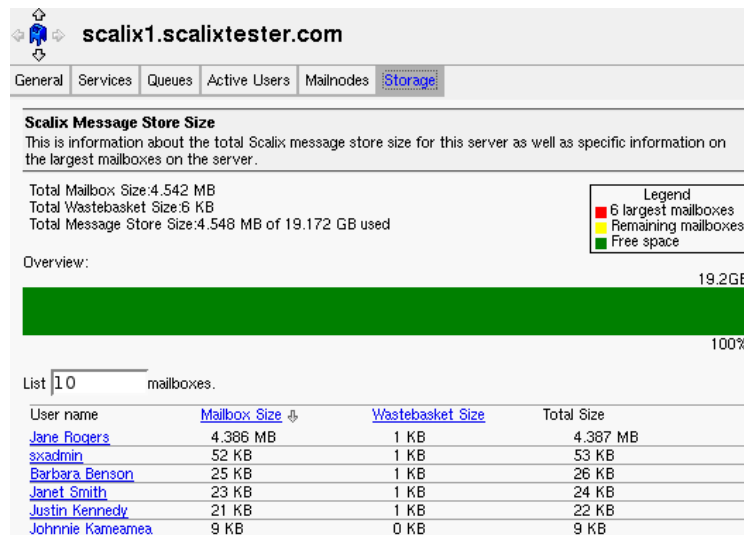 scalix1.scalixtester.com
General Services Queues Active Users Mailnodes Storage
Scalix Message Store Size
This is information about the total Scalix message store size for this server as well as specific information on
the largest mailboxes on the server.
Total Mailbox Size:4.542 MB
Total Wastebasket Size:6 KB
Total Message Store Size:4.548 MB of 19.172 GB used
Legend
6 largest mailboxes
Remaining mailboxes
Free space
Overview:
19.2GB
100%
List 10 mailboxes.
User name Mailbox Size Wastebasket Size Total Size
Jane Rogers 4.386 MB 1 KB 4.387 MB
sxadmin 52 KB 1 KB 53 KB
Barbara Benson 25 KB 1 KB 26 KB
Janet Smith 23 KB 1 KB 24 KB
Justin Kennedy 21 KB 1 KB 22 KB
Johnnie Kameamea 9 KB 0 KB 9 KB